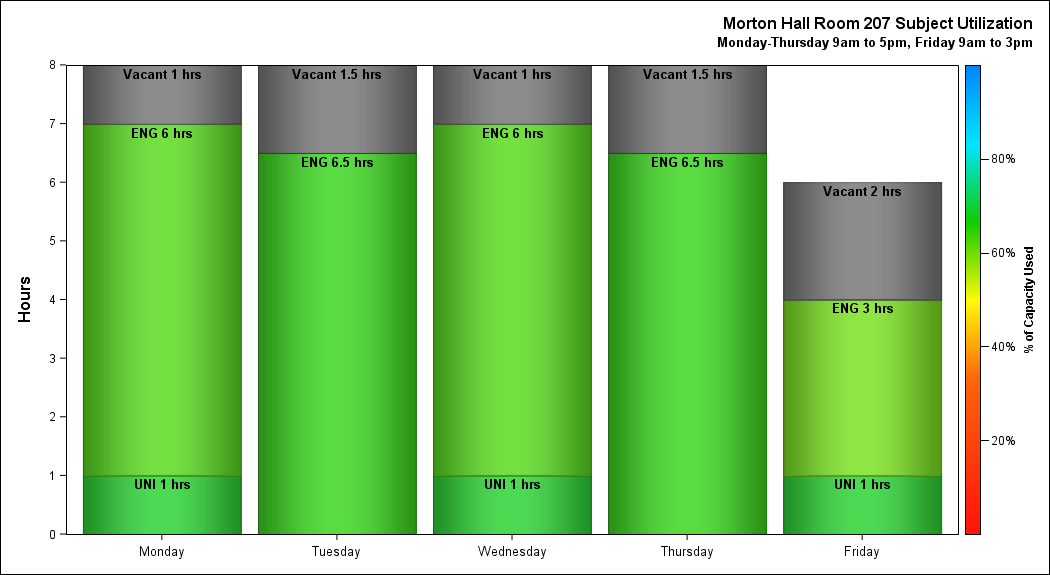 Morton Hall Room 207 Subject Utilization
Monday-Thursday 9am to 5pm, Friday 9am to 3pm
Hours
8
7
6
5
4
3
2
1
0
Vacant 1 hrs
ENG 6 hrs
UNI 1 hrs
Vacant 1.5 hrs
ENG 6.5 hrs
Vacant 1 hrs
ENG 6 hrs
UNI 1 hrs
Vacant 1.5 hrs
ENG 6.5 hrs
Vacant 2 hrs
ENG 3 hrs
UNI 1 hrs
Monday
Tuesday
Wednesday
Thursday
Friday
80%
60%
40%
20%
% of Capacity Used